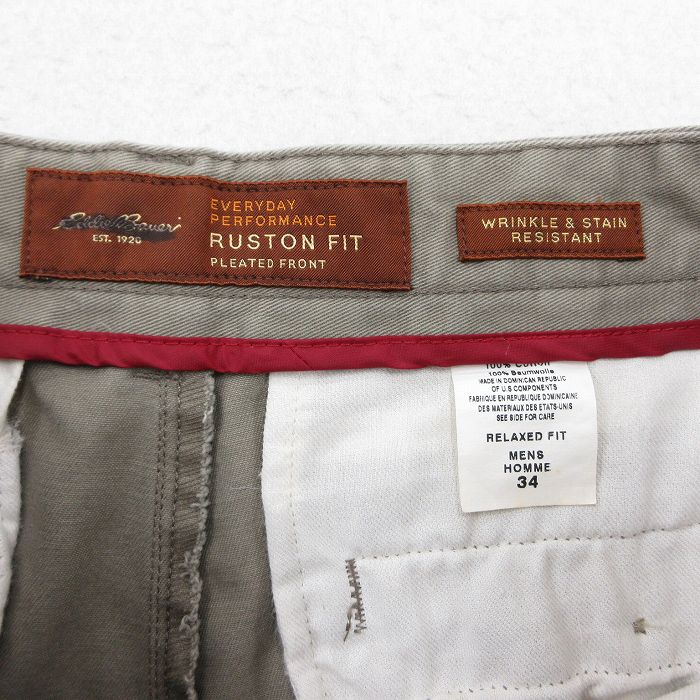 Eddie Bauer
EST. 1920
EVERYDAY
PERFORMANCE
RUSTON FIT
PLEATED FRONT
WRINKLE & STAIN
RESISTANT
100% Cotton
100% Baumwolle
MADE IN DOMINICAN REPUBLIC
OF U.S COMPONENTS
FABRIQUE EN REPUBLIQUE DOMINICAINE
DES MATERIAUX DES ETATS-UNIS
SEE SIDE FOR CARE
RELAXED FIT
MENS
HOMME
34